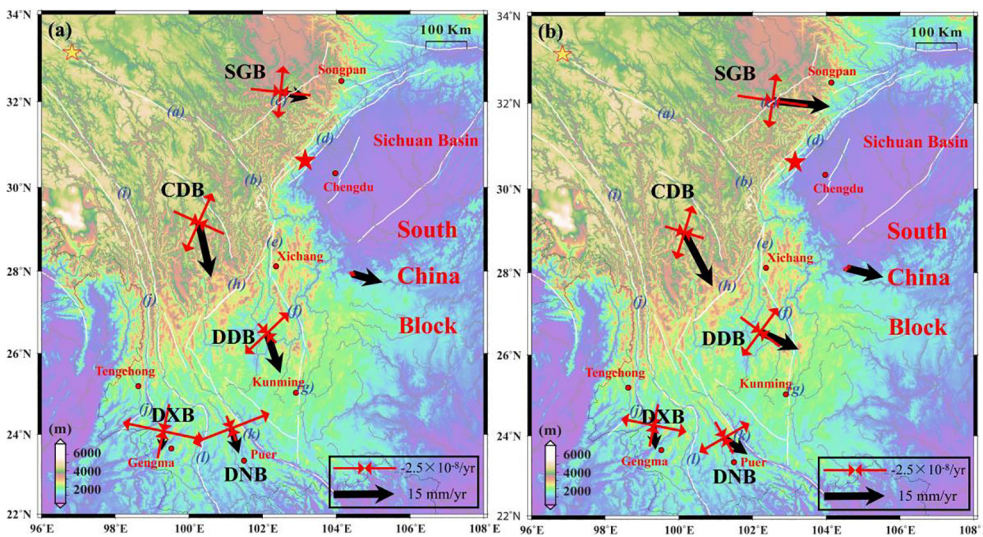 34°N
32°N
30°N
28°N
26°N
24°N
22°N
(a)
100 Km
SGB
Songpan
(a)
(c)
(d)
Sichuan Basin
(b)
Chengdu
(i)
CDB
South
(e)
Xichang
China
(h)
(j)
(f)
Block
DDB
Tengchong
Kunming
(g)
(j)
DXB
(k)
(m)
6000
4000
2000
Gengma
(l)
Puer
DNB
-2.5×10⁻⁸/yr
15 mm/yr
96°E
98°
100°
102°
104°
106°
108°E
34°N
32°N
30°N
28°N
26°N
24°N
22°N
(b)
100 Km
SGB
Songpan
(a)
(c)
(d)
Sichuan Basin
(b)
Chengdu
(i)
CDB
South
(e)
Xichang
China
(h)
(j)
(f)
Block
DDB
Tengchong
Kunming
(g)
(j)
DXB
(k)
(m)
6000
4000
2000
Gengma
(l)
Puer
DNB
-2.5×10⁻⁸/yr
15 mm/yr
96°E
98°
100°
102°
104°
106°
108°E